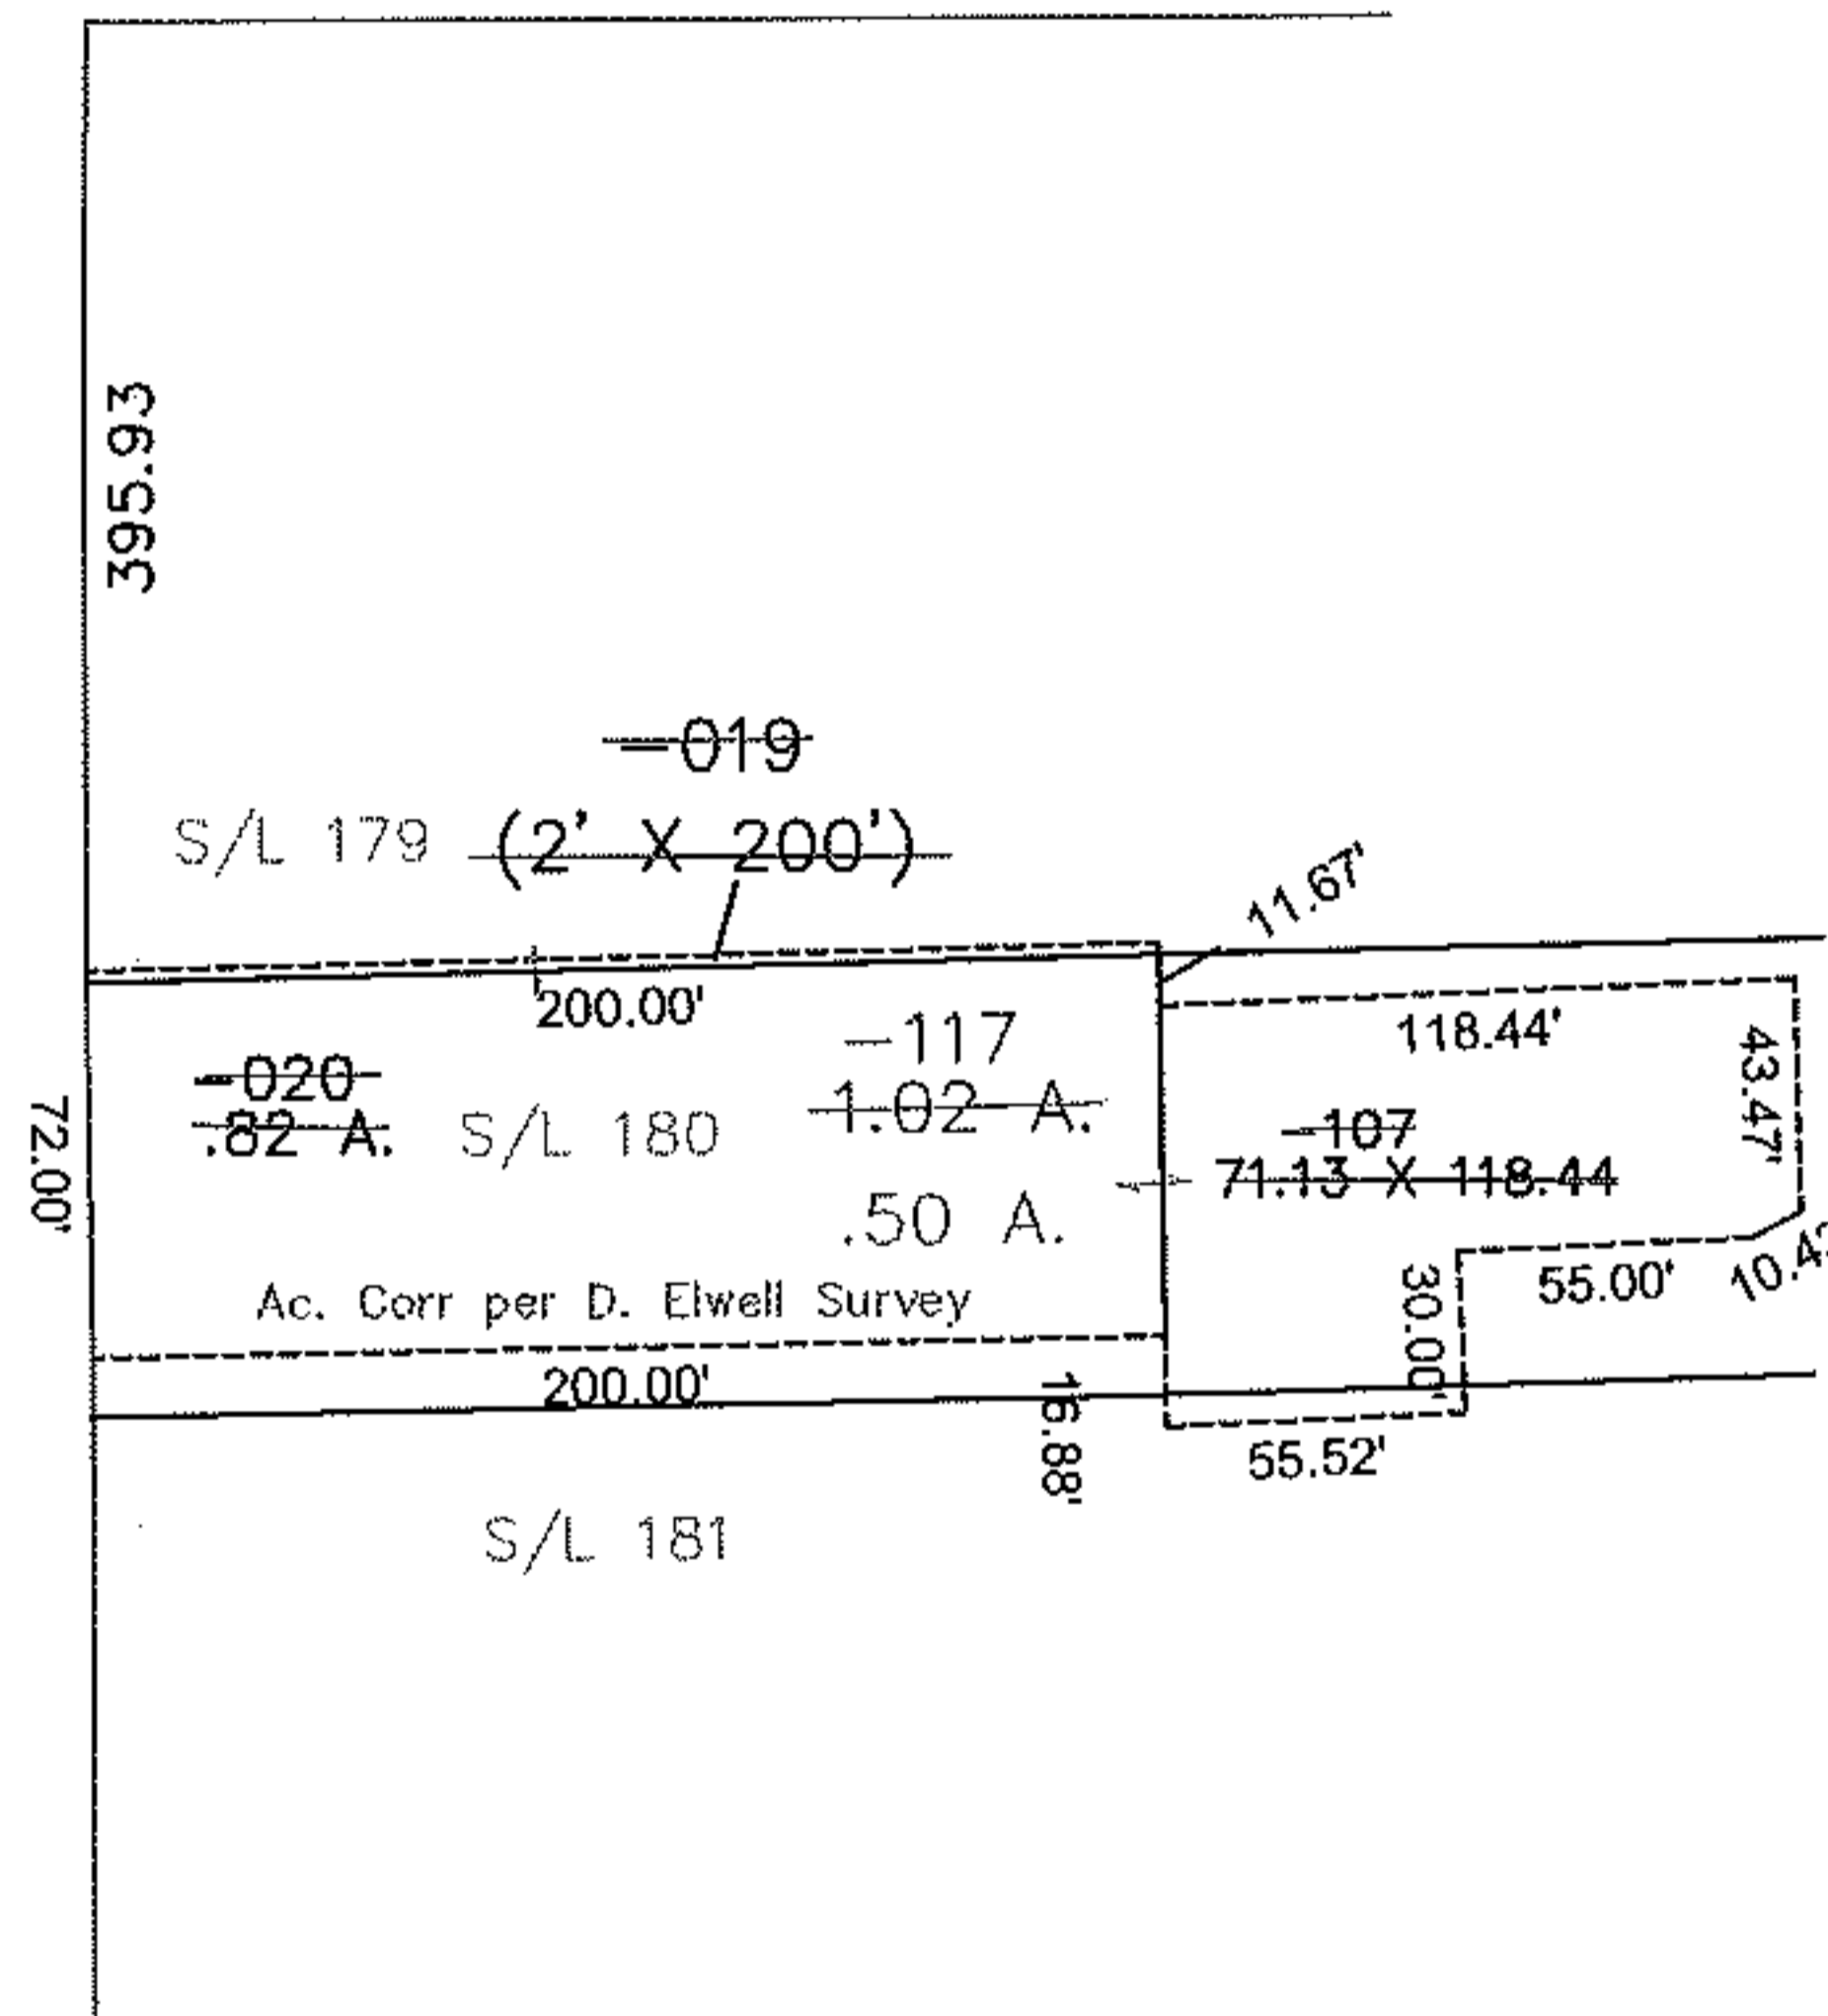 395.93
-019
S/L 179 (2' X 200')
11.67'
200.00'
-117
118.44'
43.47'
-020
1.02 A.
.82 A.
S/L 180
-107
72.00'
71.13 X 118.44
.50 A.
30.00'
55.00'
Ac. Corr per D. Elwell Survey
200.00'
16.88'
55.52'
S/L 181